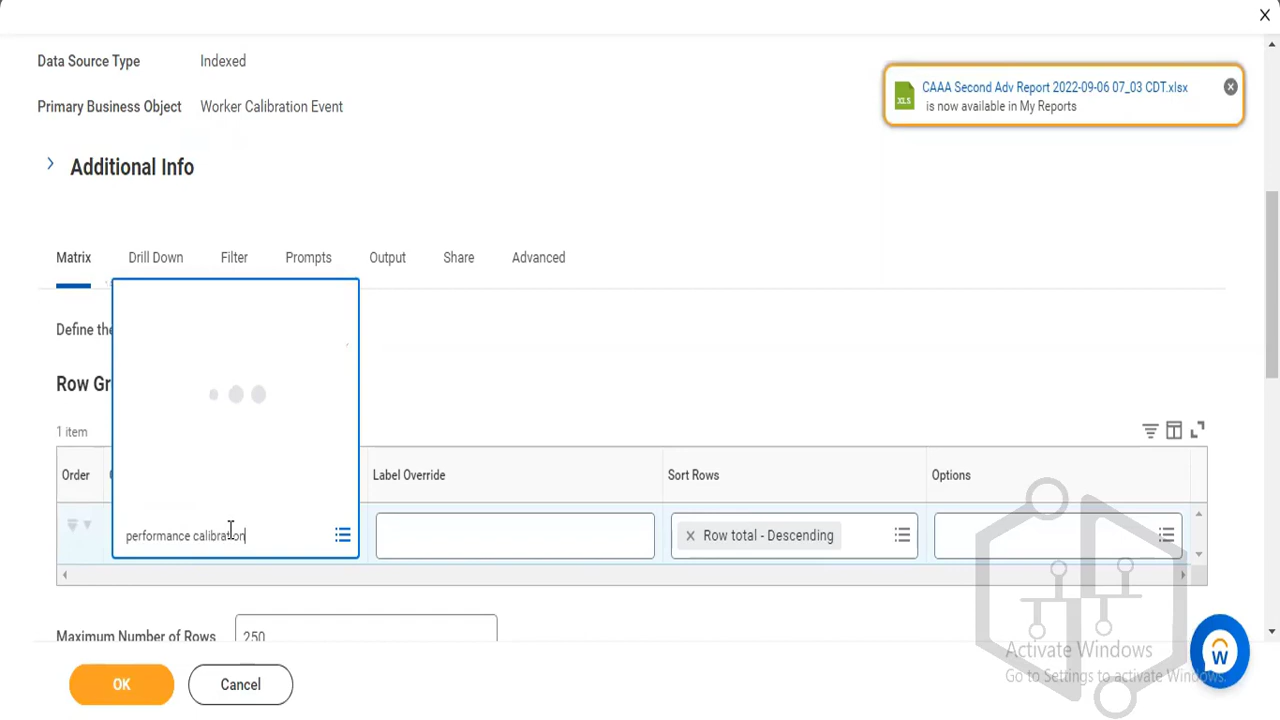 X
Data Source Type Indexed
Primary Business Object Worker Calibration Event
CAAA Second Adv Report 2022-09-06 07_03 CDT.xlsx
is now available in My Reports
XLS
Additional Info
Matrix Drill Down Filter Prompts Output Share Advanced
Define the
Row Gr
1 item
Order Label Override Sort Rows Options
performance calibration
Row total - Descending
Maximum Number of Rows 250
Activate Windows
Go to Settings to activate Windows.
W
OK Cancel